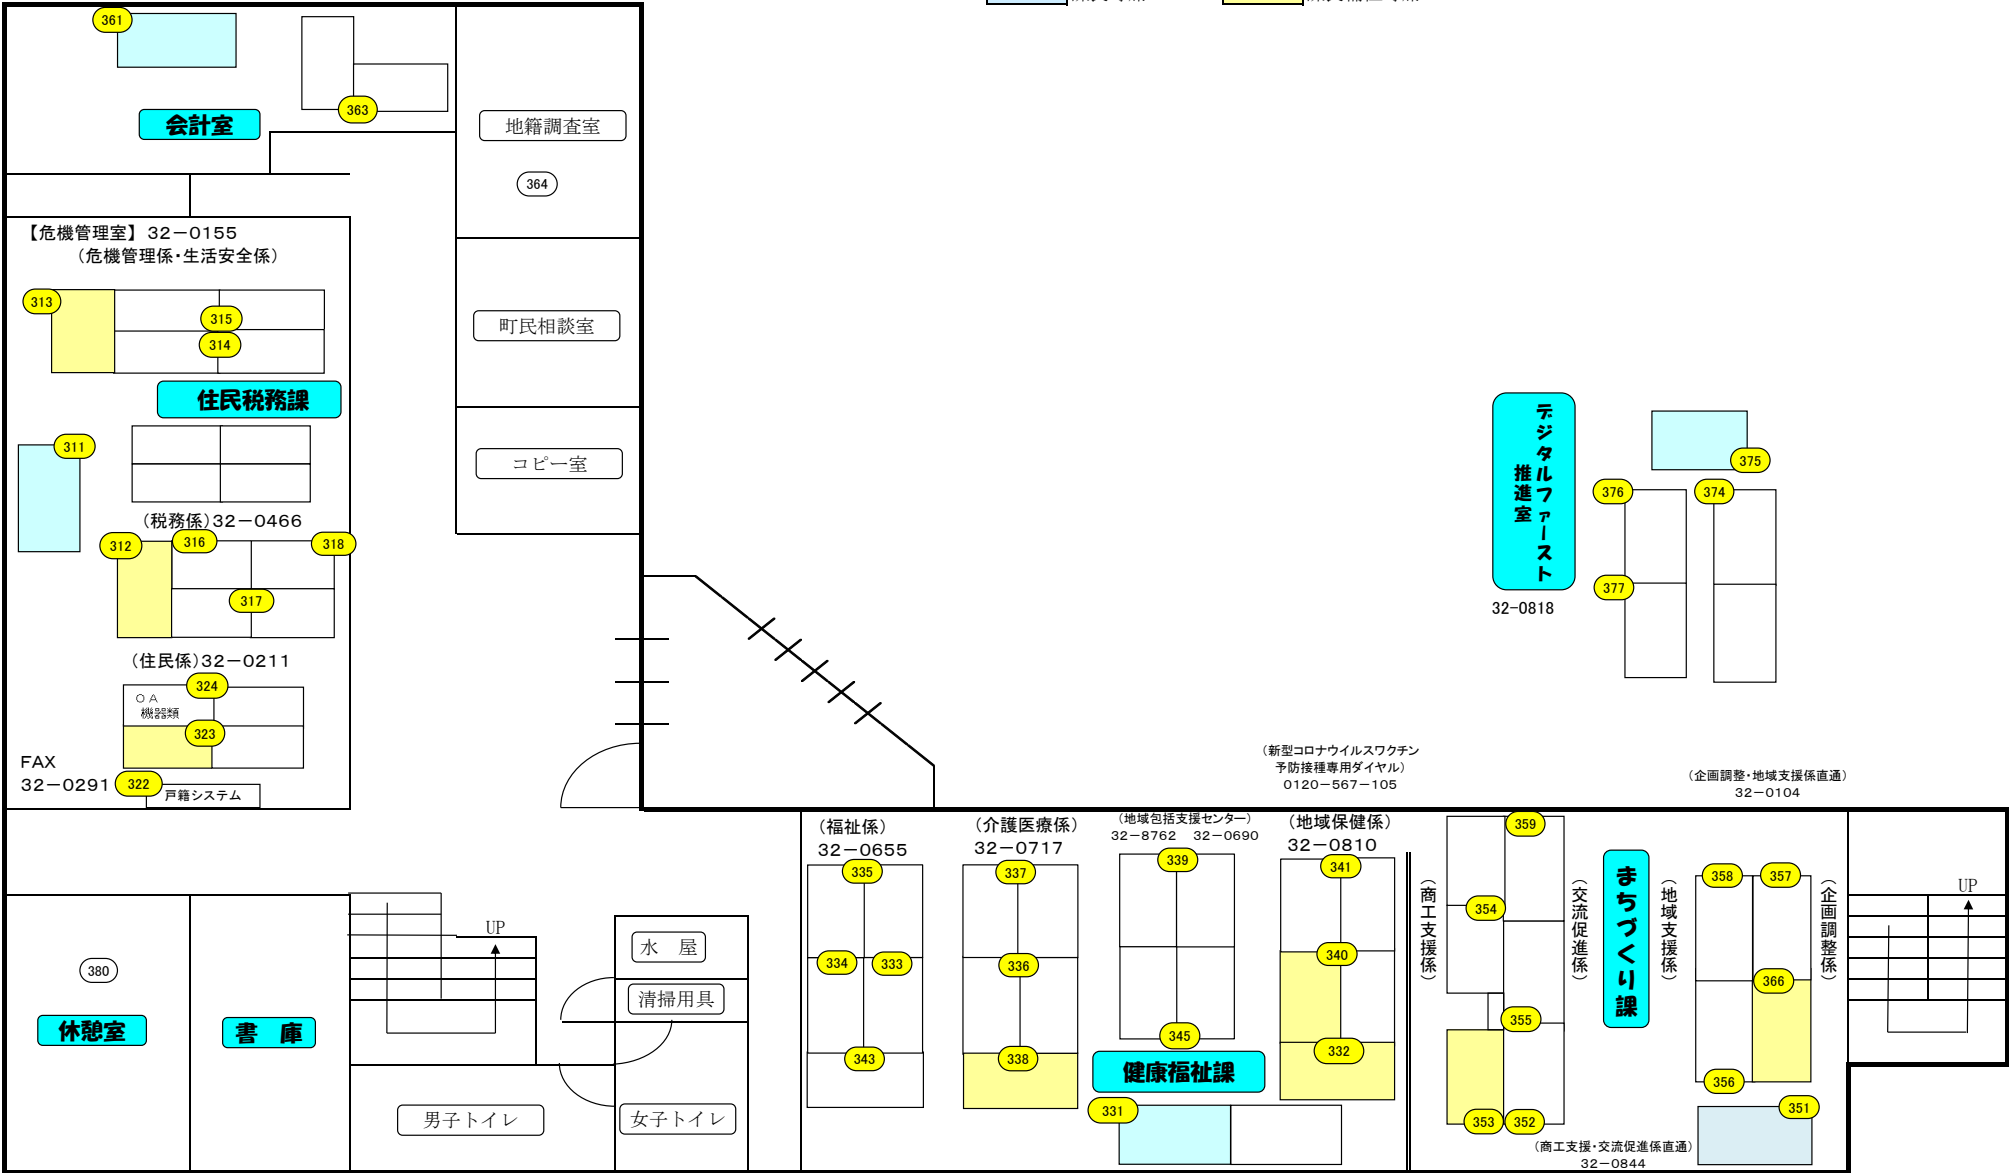 361
363
会計室
地籍調査室
364
【危機管理室】 32－0155
（危機管理係・生活安全係）
313
315
314
町民相談室
住民税務課
311
コピー室
（税務係）32－0466
312
316
318
317
（住民係）32－0211
324
ＯＡ
機器類
323
FAX
32－0291
322
戸籍システム
デジタルファースト
推進室
32-0818
375
376
374
377
（新型コロナウイルスワクチン
予防接種専用ダイヤル）
0120－567－105
（企画調整・地域支援係直通）
32－0104
（福祉係）
32－0655
335
334
333
343
（介護医療係）
32－0717
337
336
338
（地域包括支援センター）
32－8762　32－0690
339
345
（地域保健係）
32－0810
341
340
332
健康福祉課
331
（商工支援係）
359
354
355
353
352
（交流促進係）
まちづくり課
（地域支援係）
358
357
366
356
（企画調整係）
351
（商工支援・交流促進係直通）
32－0844
UP
380
休憩室
書　庫
UP
水　屋
清掃用具
男子トイレ
女子トイレ